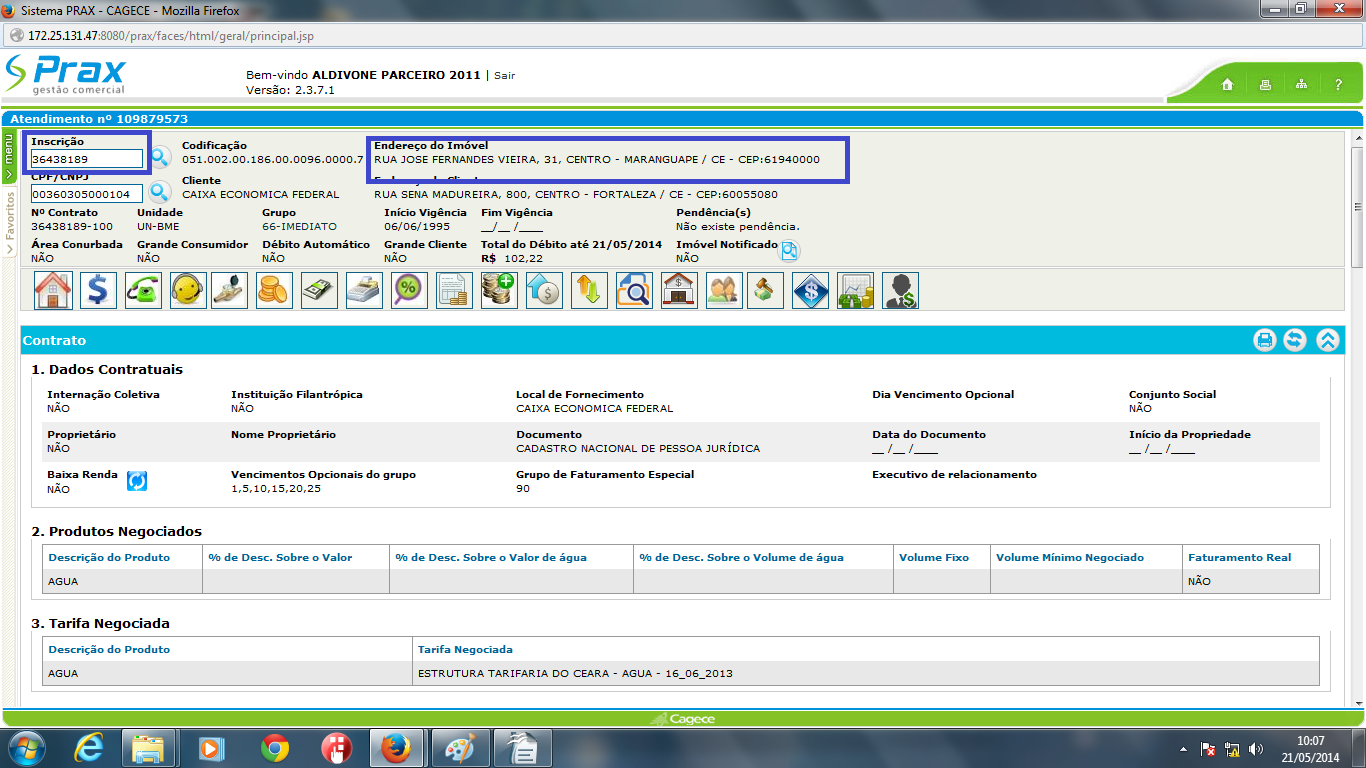 Sistema PRAX - CAGECE - Mozilla Firefox
172.25.131.47:8080/prax/faces/html/geral/principal.jsp
Prax
gestão comercial
Bem-vindo ALDIVONE PARCEIRO 2011 | Sair
Versão: 2.3.7.1
?
Atendimento nº 109879573
menu
Favoritos
Inscrição
36438189
Codificação
051.002.00.186.00.0096.0000.7
Endereço do Imóvel
RUA JOSE FERNANDES VIEIRA, 31, CENTRO - MARANGUAPE / CE - CEP:61940000
CPF/CNPJ
00360305000104
Cliente
CAIXA ECONOMICA FEDERAL
RUA SENA MADUREIRA, 800, CENTRO - FORTALEZA / CE - CEP:60055080
Nº Contrato Unidade Grupo Início Vigência Fim Vigência Pendência(s)
36438189-100 UN-BME 66-IMEDIATO 06/06/1995 __/__ /____ Não existe pendência.
Área Conurbada Grande Consumidor Débito Automático Grande Cliente Total do Débito até 21/05/2014 Imóvel Notificado
NÃO NÃO NÃO NÃO R$ 102,22 NÃO
Contrato
1. Dados Contratuais
Internação Coletiva Instituição Filantrópica Local de Fornecimento Dia Vencimento Opcional Conjunto Social
NÃO NÃO CAIXA ECONOMICA FEDERAL NÃO
Proprietário Nome Proprietário Documento Data do Documento Início da Propriedade
NÃO CADASTRO NACIONAL DE PESSOA JURÍDICA __ /__ /____ __ /__ /____
Baixa Renda Vencimentos Opcionais do grupo Grupo de Faturamento Especial Executivo de relacionamento
NÃO 1,5,10,15,20,25 90
2. Produtos Negociados
Descrição do Produto % de Desc. Sobre o Valor % de Desc. Sobre o Valor de água % de Desc. Sobre o Volume de água Volume Fixo Volume Mínimo Negociado Faturamento Real
AGUA NÃO
3. Tarifa Negociada
Descrição do Produto Tarifa Negociada
AGUA ESTRUTURA TARIFARIA DO CEARA - AGUA - 16_06_2013
Cagece
10:07
21/05/2014